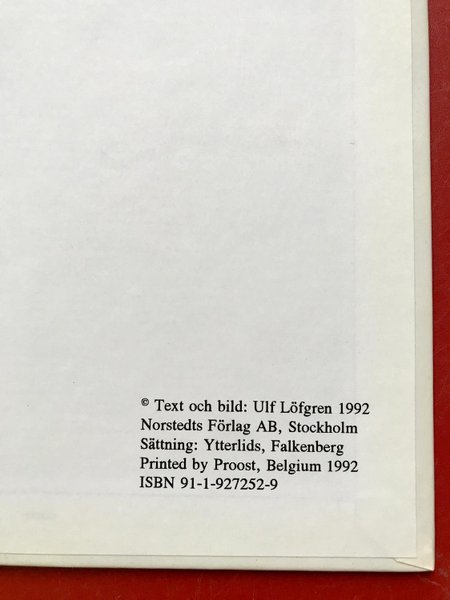 © Text och bild: Ulf Löfgren 1992
Norstedts Förlag AB, Stockholm
Sättning: Ytterlids, Falkenberg
Printed by Proost, Belgium 1992
ISBN 91-1-927252-9